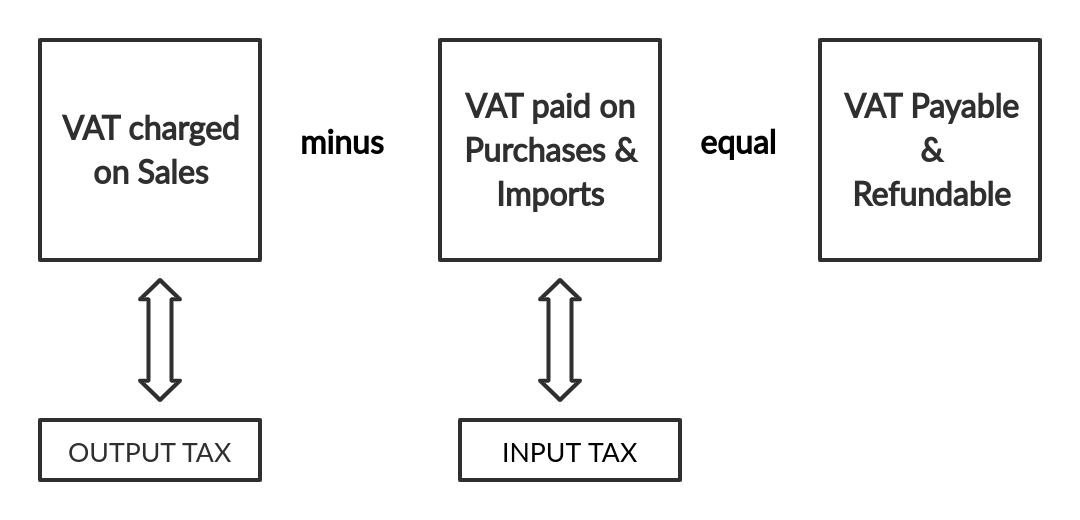 VAT charged
on Sales
minus
VAT paid on
Purchases &
Imports
equal
VAT Payable
&
Refundable
OUTPUT TAX
INPUT TAX